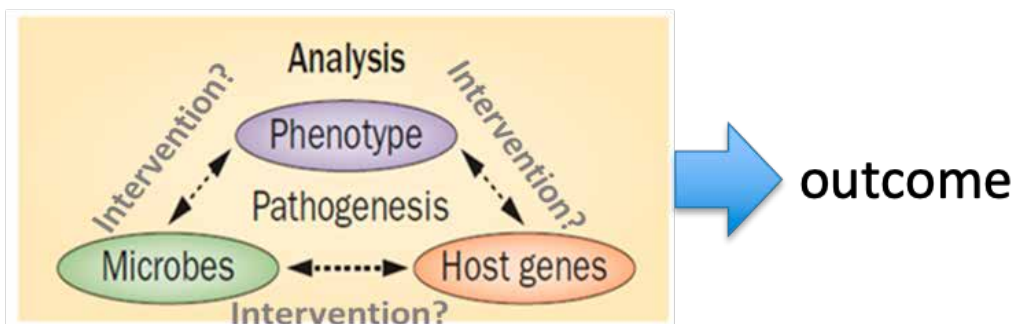 Analysis
Intervention?
Intervention?
Phenotype
Pathogenesis
Microbes
Host genes
Intervention?
outcome